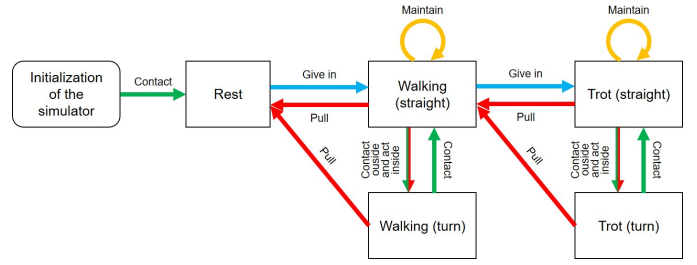 Maintain
Maintain
Initialization
of the
simulator
Contact
Rest
Give in
Pull
Walking
(straight)
Give in
Pull
Trot (straight)
Pull
Contact
ouside
and act
inside
Contact
Pull
Contact
ouside
and act
inside
Contact
Walking (turn)
Trot (turn)